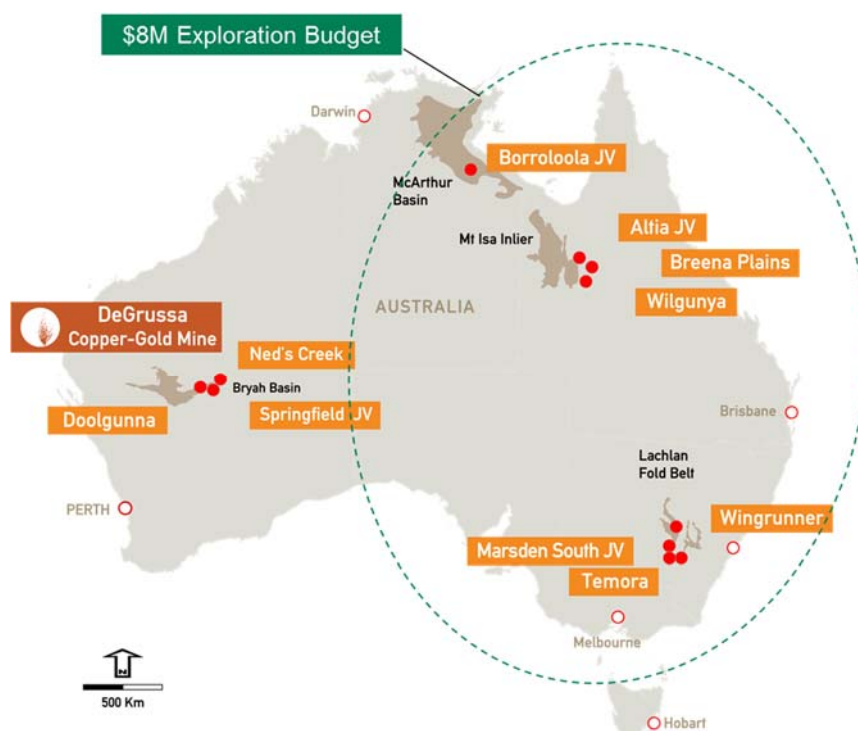 $8M Exploration Budget
Darwin
Borroloola JV
McArthur
Basin
Mt Isa Inlier
Altia JV
Breena Plains
Wilgunya
AUSTRALIA
DeGrussa
Copper-Gold Mine
Ned's Creek
Bryah Basin
Doolgunna
Springfield JV
Brisbane
Lachlan
Fold Belt
PERTH
Wingrunner
Marsden South JV
Temora
Melbourne
N
500 Km
Hobart